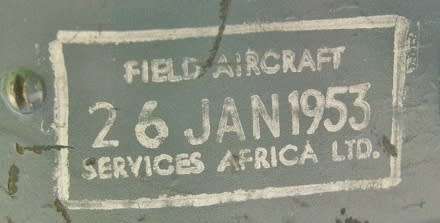 FIELD AIRCRAFT
26 JAN 1953
SERVICES AFRICA LTD.